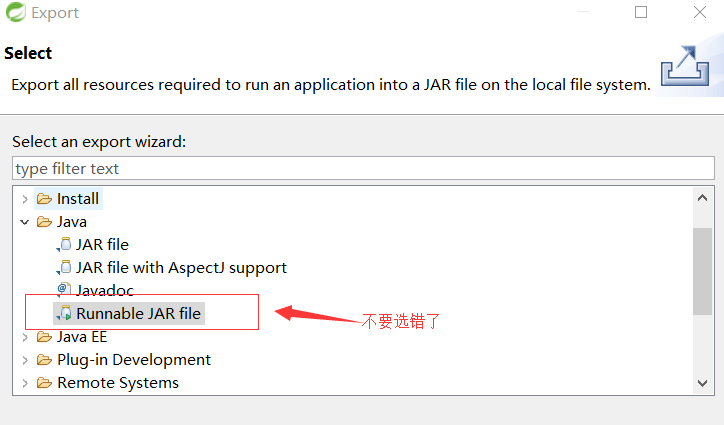 Export
Select
Export all resources required to run an application into a JAR file on the local file system.
Select an export wizard:
type filter text
Install
Java
JAR file
JAR file with AspectJ support
Javadoc
Runnable JAR file
不要选错了
Java EE
Plug-in Development
Remote Systems